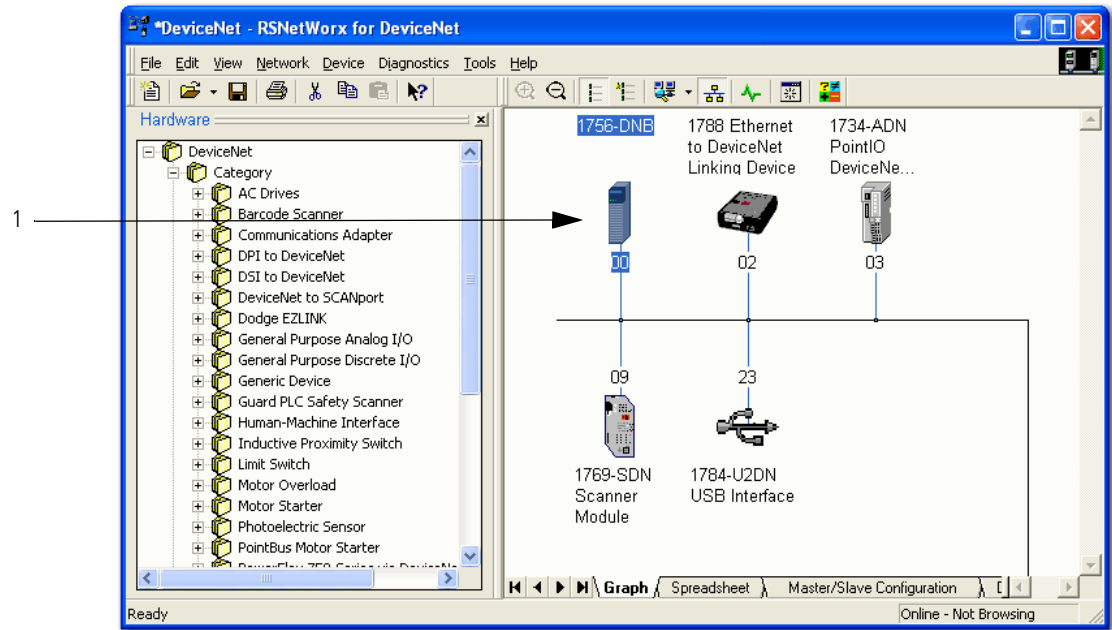 *DeviceNet - RSNetWorx for DeviceNet
File Edit View Network Device Diagnostics Tools Help
Hardware
DeviceNet
Category
AC Drives
Barcode Scanner
Communications Adapter
DPI to DeviceNet
DSI to DeviceNet
DeviceNet to SCANport
Dodge EZLINK
General Purpose Analog I/O
General Purpose Discrete I/O
Generic Device
Guard PLC Safety Scanner
Human-Machine Interface
Inductive Proximity Switch
Limit Switch
Motor Overload
Motor Starter
Photoelectric Sensor
PointBus Motor Starter
1
1756-DNB
00
1788 Ethernet
to DeviceNet
Linking Device
02
1734-ADN
PointIO
DeviceNe...
03
09
1769-SDN
Scanner
Module
23
1784-U2DN
USB Interface
Graph Spreadsheet Master/Slave Configuration
Ready
Online - Not Browsing